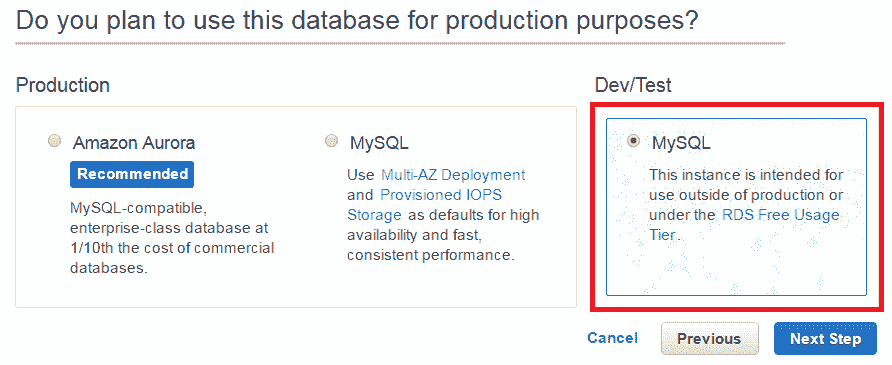 Do you plan to use this database for production purposes?
Production
Amazon Aurora
Recommended
MySQL-compatible,
enterprise-class database at
1/10th the cost of commercial
databases.
MySQL
Use Multi-AZ Deployment
and Provisioned IOPS
Storage as defaults for high
availability and fast,
consistent performance.
Dev/Test
MySQL
This instance is intended for
use outside of production or
under the RDS Free Usage
Tier.
Cancel
Previous
Next Step